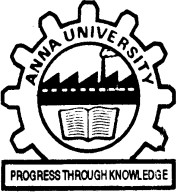 ANNA UNIVERSITY
PROGRESS THROUGH KNOWLEDGE